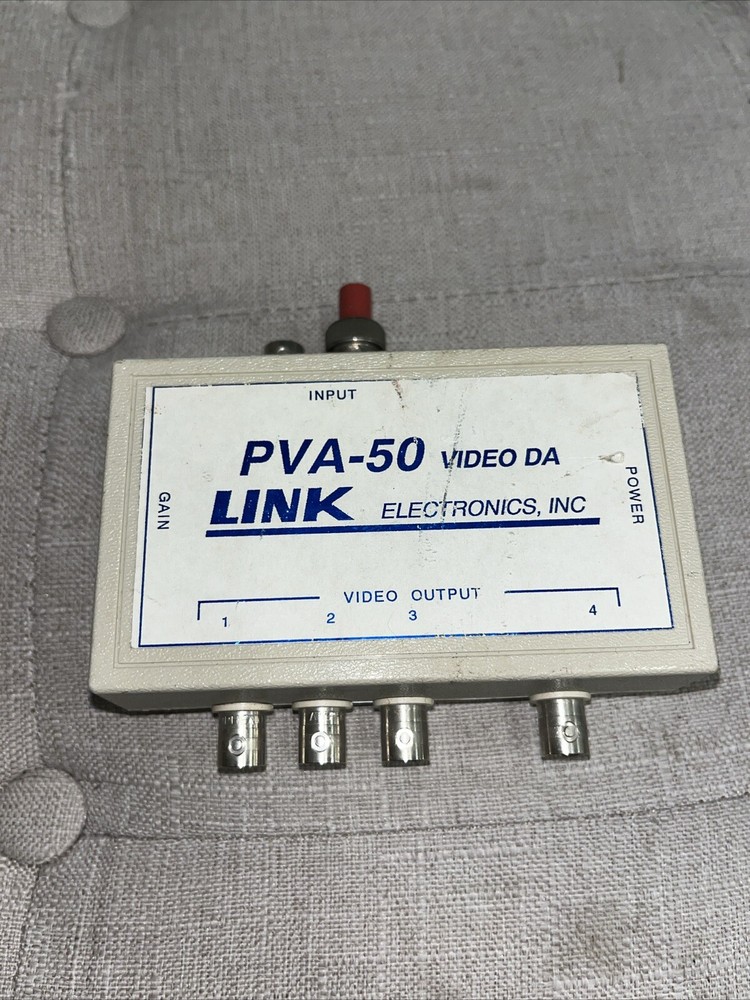 INPUT
PVA-50 VIDEO DA
LINK ELECTRONICS, INC
GAIN
POWER
VIDEO OUTPUT
1 2 3 4